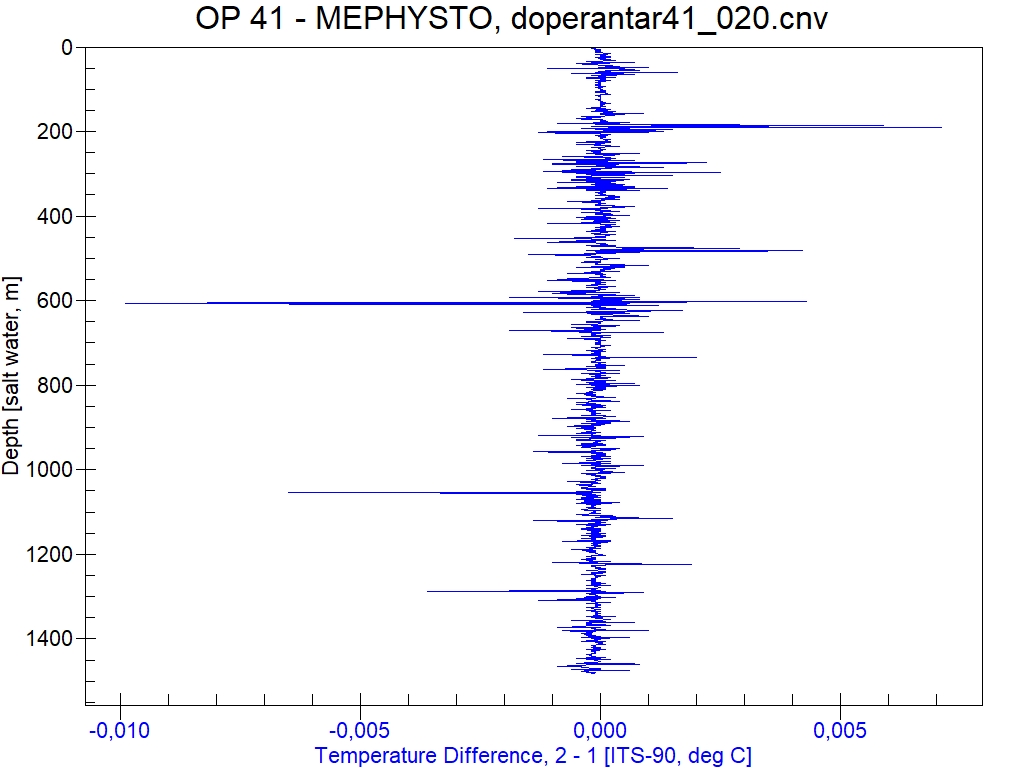 OP 41 - MEPHYSTO, doperantar41_020.cnv
0
200
400
600
800
1000
1200
1400
Depth [salt water, m]
-0,010 -0,005 0,000 0,005
Temperature Difference, 2 - 1 [ITS-90, deg C]